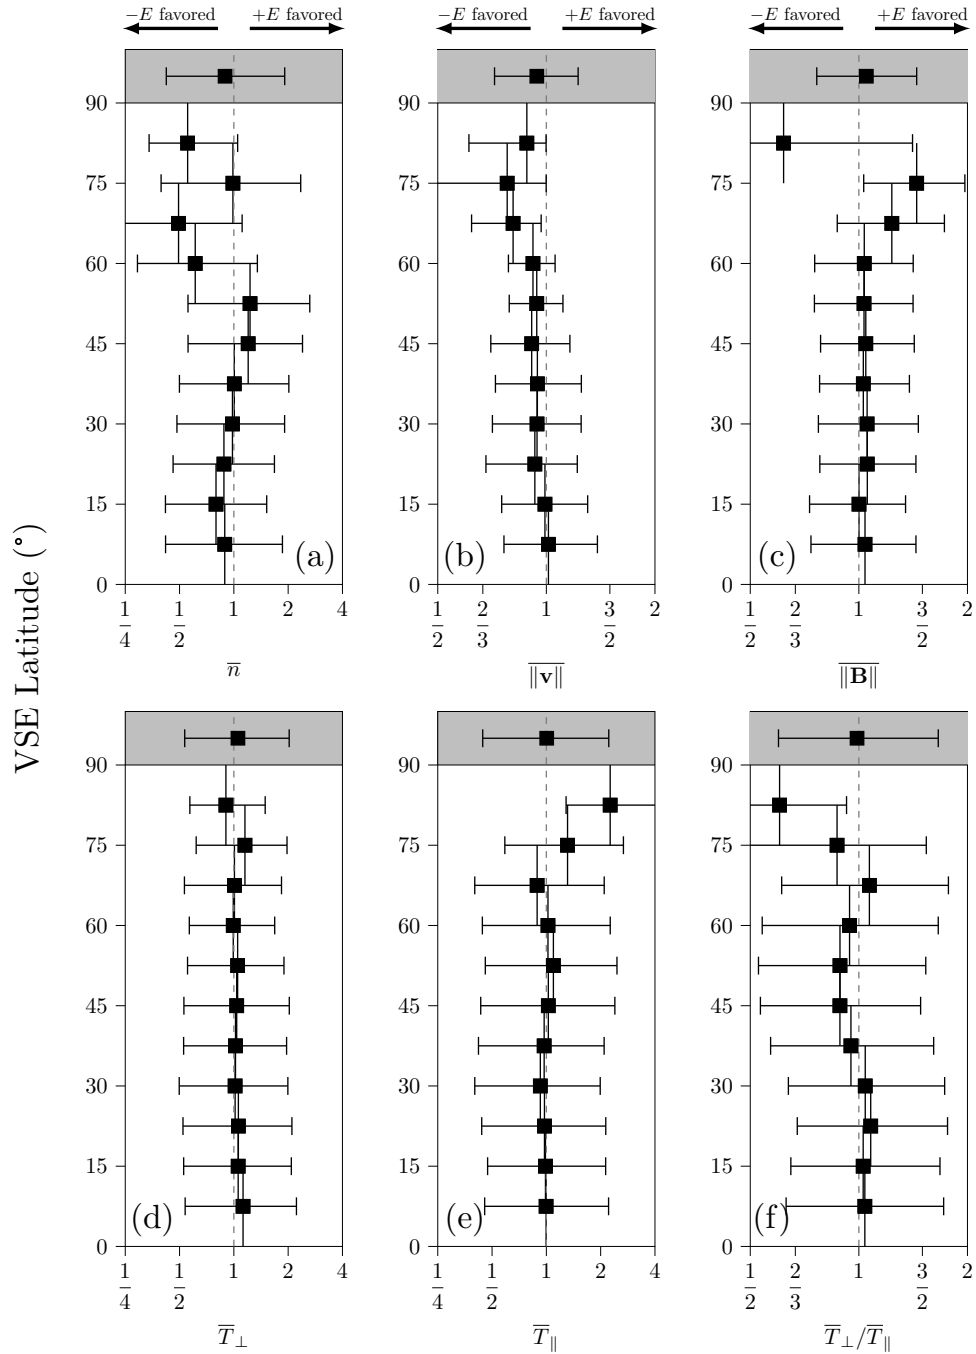 −E favored +E favored −E favored +E favored −E favored +E favored
90 90 90
75 75 75
60 60 60
45 45 45
30 30 30
15 15 15
(a) (b) (c)
0 0 0
1/4 1/2 1 2 4 1/2 2/3 1 3/2 2 1/2 2/3 1 3/2 2
n̅ ‖v‖ ‖B‖
VSE Latitude (°)
90 90 90
75 75 75
60 60 60
45 45 45
30 30 30
15 15 15
(d) (e) (f)
0 0 0
1/4 1/2 1 2 4 1/4 1/2 1 2 4 1/2 2/3 1 3/2 2
T̅⊥ T̅∥ T̅⊥/T̅∥